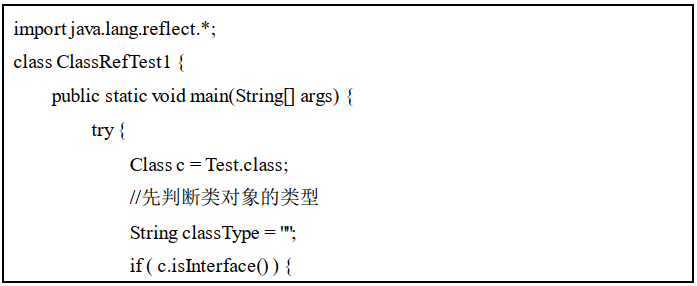 import java.lang.reflect.*;
class ClassRefTest1 {
public static void main(String[] args) {
try {
Class c = Test.class;
//先判断类对象的类型
String classType = "";
if ( c.isInterface() ) {